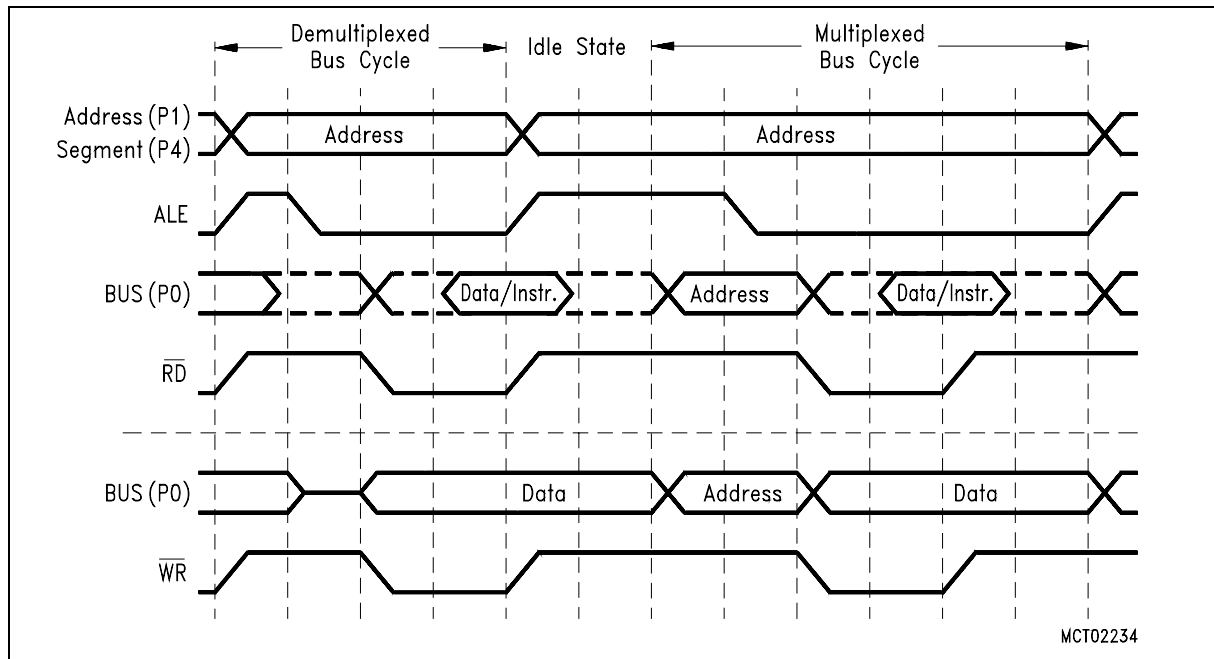 Demultiplexed
Bus Cycle
Idle State
Multiplexed
Bus Cycle
Address (P1)
Segment (P4)
Address
Address
ALE
BUS (P0)
Data/Instr.
Address
Data/Instr.
RD
BUS (P0)
Data
Address
Data
WR
MCT02234